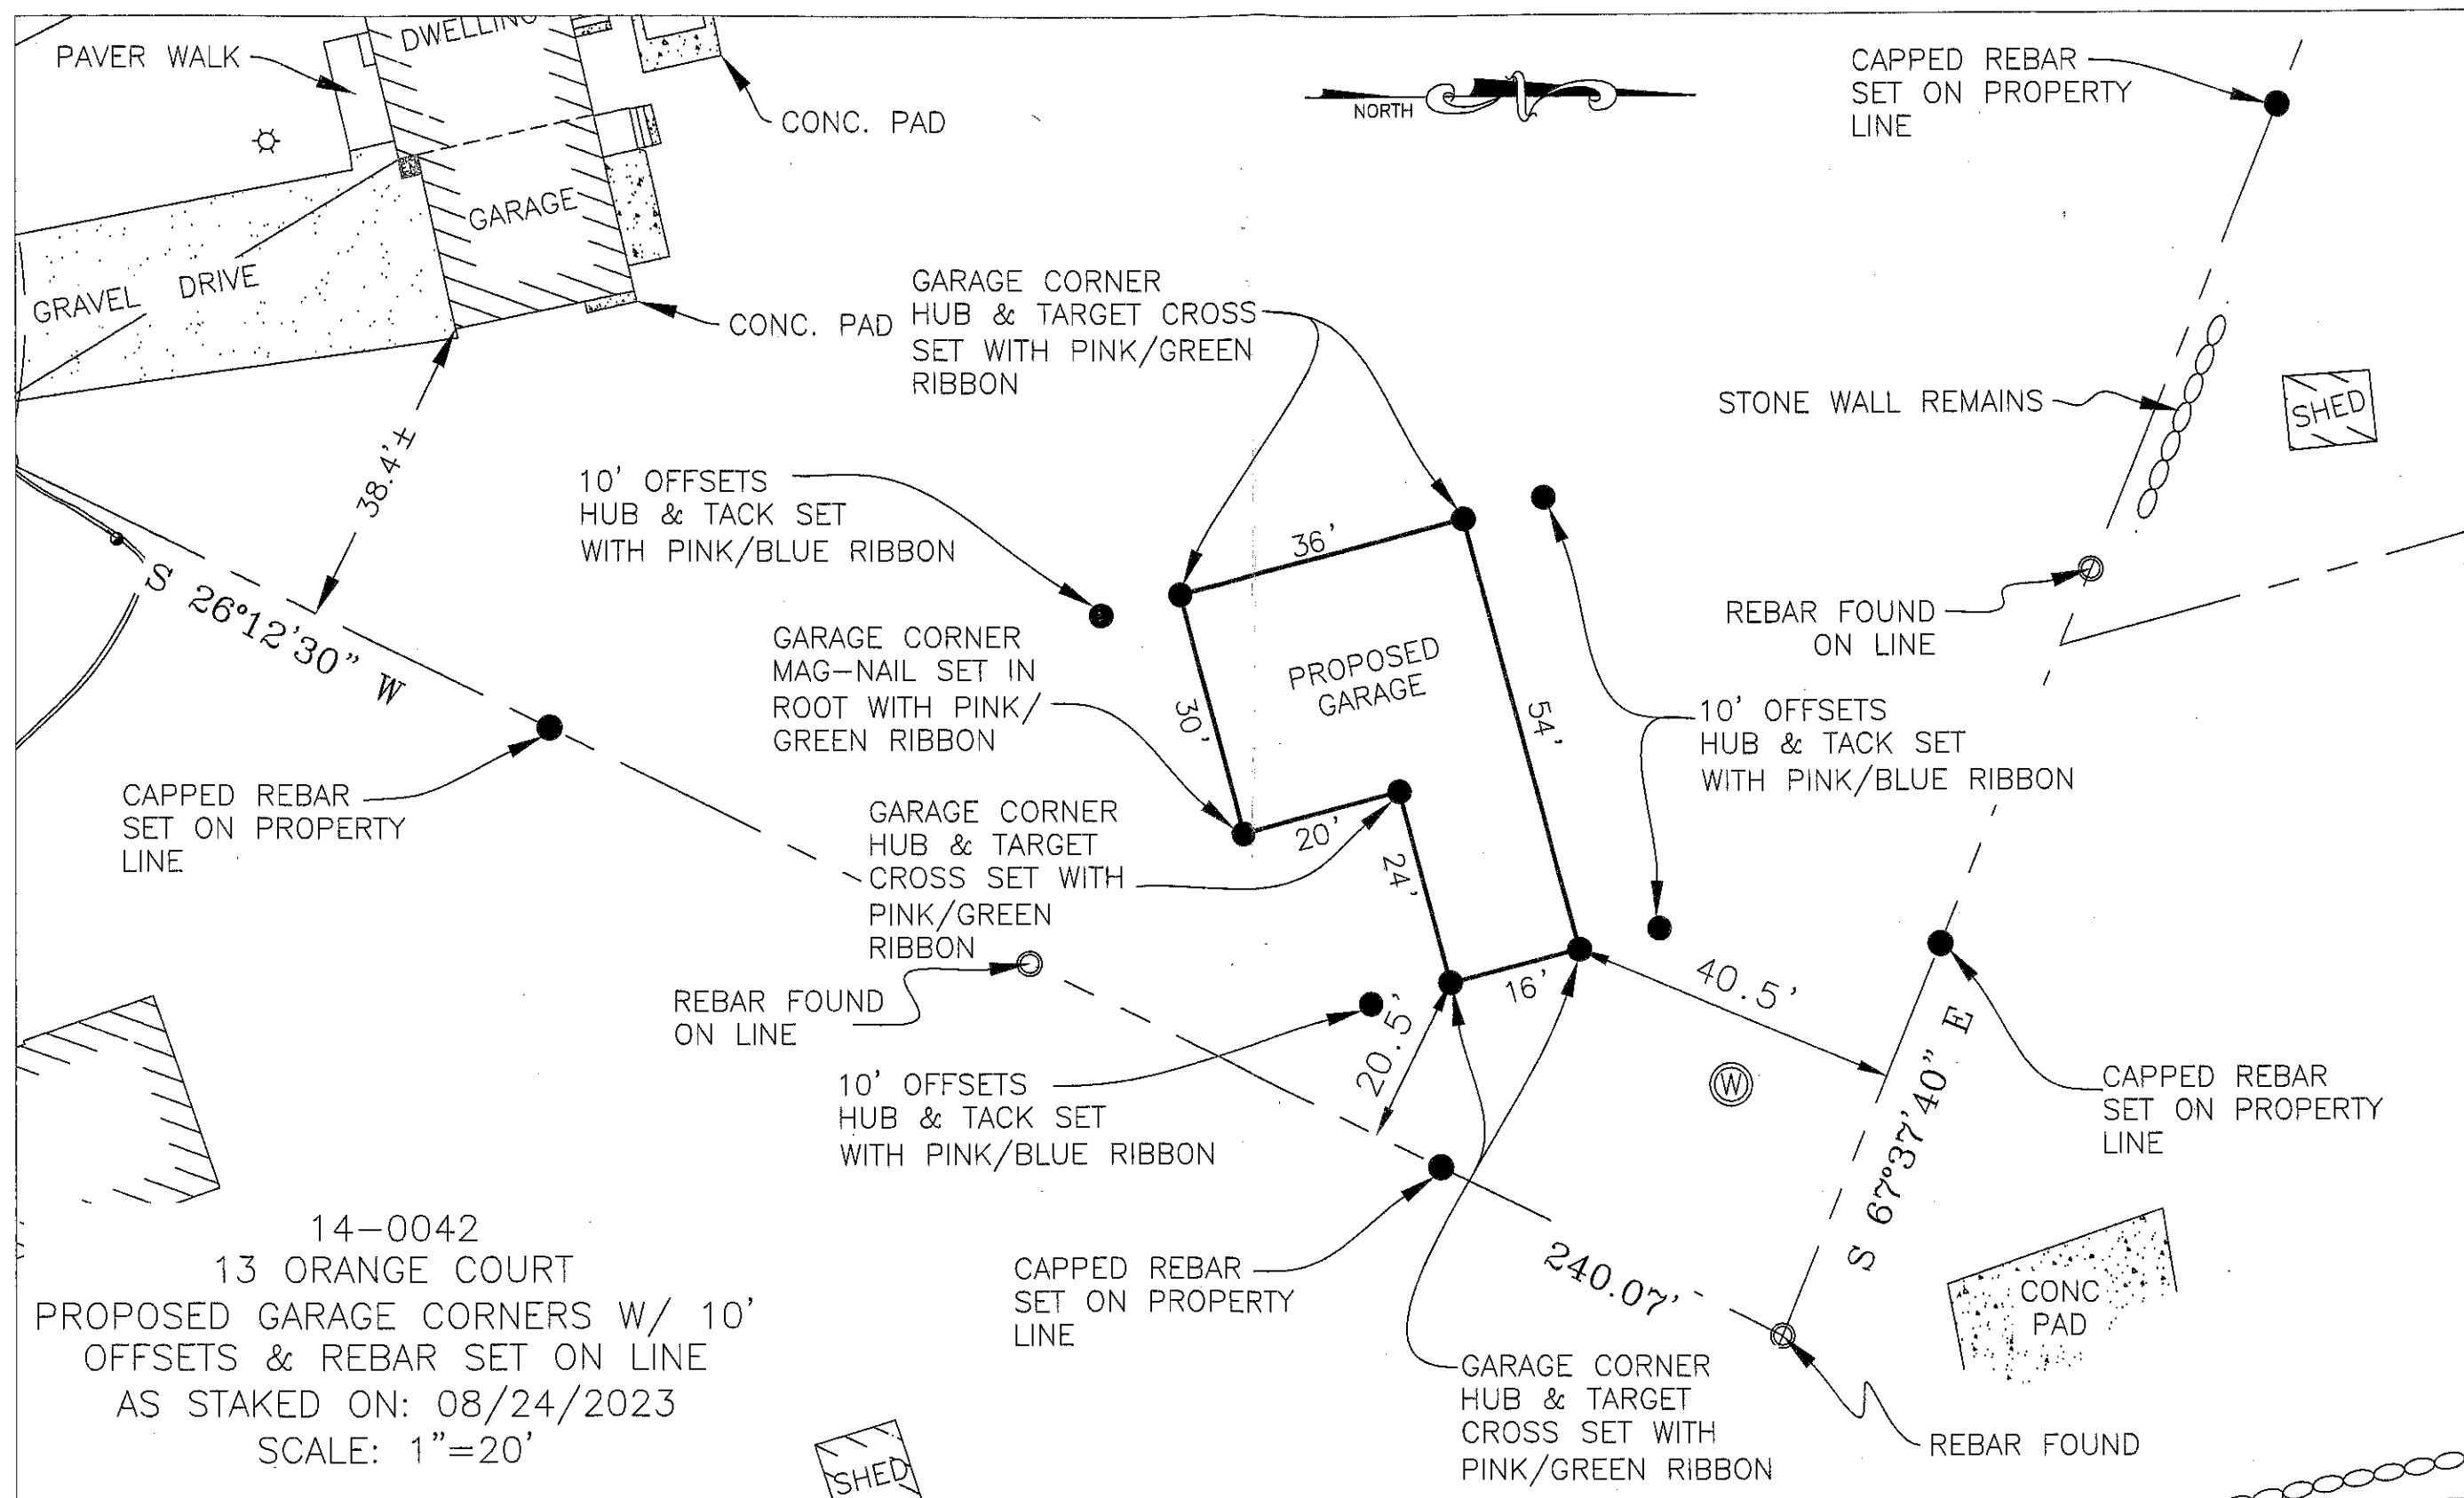 DWELLING
PAVER WALK
CONC. PAD
NORTH
CAPPED REBAR
SET ON PROPERTY
LINE
GARAGE
GRAVEL DRIVE
CONC. PAD
GARAGE CORNER
HUB & TARGET CROSS
SET WITH PINK/GREEN
RIBBON
STONE WALL REMAINS
SHED
38.4'±
10' OFFSETS
HUB & TACK SET
WITH PINK/BLUE RIBBON
36'
S 26°12'30" W
GARAGE CORNER
MAG-NAIL SET IN
ROOT WITH PINK/
GREEN RIBBON
30'
PROPOSED
GARAGE
54'
REBAR FOUND
ON LINE
10' OFFSETS
HUB & TACK SET
WITH PINK/BLUE RIBBON
CAPPED REBAR
SET ON PROPERTY
LINE
GARAGE CORNER
HUB & TARGET
CROSS SET WITH
PINK/GREEN
RIBBON
20'
24'
REBAR FOUND
ON LINE
16'
40.5'
20.5'
10' OFFSETS
HUB & TACK SET
WITH PINK/BLUE RIBBON
W
S 67°37'40" E
CAPPED REBAR
SET ON PROPERTY
LINE
CAPPED REBAR
SET ON PROPERTY
LINE
240.07'
CONC
PAD
GARAGE CORNER
HUB & TARGET
CROSS SET WITH
PINK/GREEN RIBBON
REBAR FOUND
14-0042
13 ORANGE COURT
PROPOSED GARAGE CORNERS W/ 10'
OFFSETS & REBAR SET ON LINE
AS STAKED ON: 08/24/2023
SCALE: 1"=20'
SHED